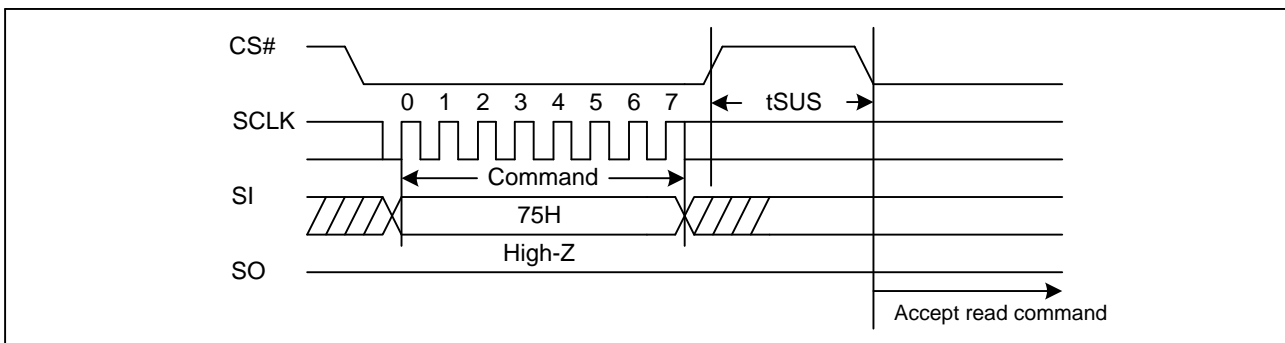 CS#
0 1 2 3 4 5 6 7
tSUS
SCLK
Command
SI
75H
High-Z
SO
Accept read command